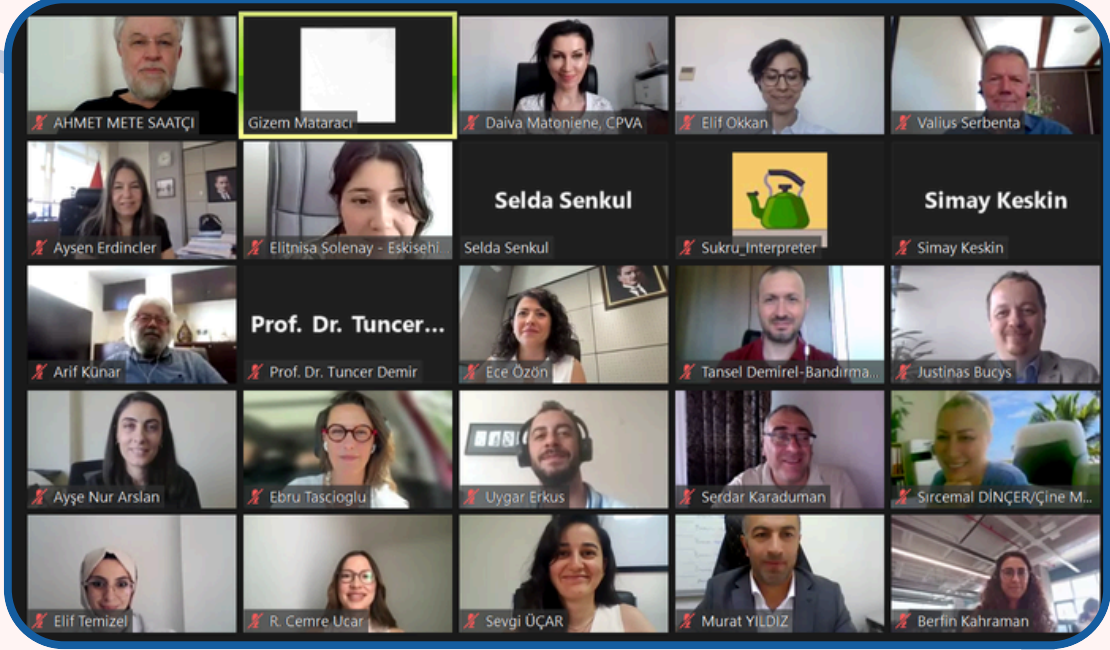 AHMET METE SAATÇI
Gizem Mataracı
Daiva Matoniene, CPVA
Elif Okkan
Valius Serbenta
Aysen Erdincler
Elitnisa Solenay - Eskisehi...
Selda Senkul
Selda Senkul
Sukru_Interpreter
Simay Keskin
Simay Keskin
Arif Künar
Prof. Dr. Tuncer...
Prof. Dr. Tuncer Demir
Ece Özön
Tansel Demirel-Bandırma...
Justinas Bucys
Ayşe Nur Arslan
Ebru Tascioglu
Uygar Erkus
Serdar Karaduman
Sırcemal DİNÇER/Çine M...
Elif Temizel
R. Cemre Ucar
Sevgi ÜÇAR
Murat YILDIZ
Berfin Kahraman